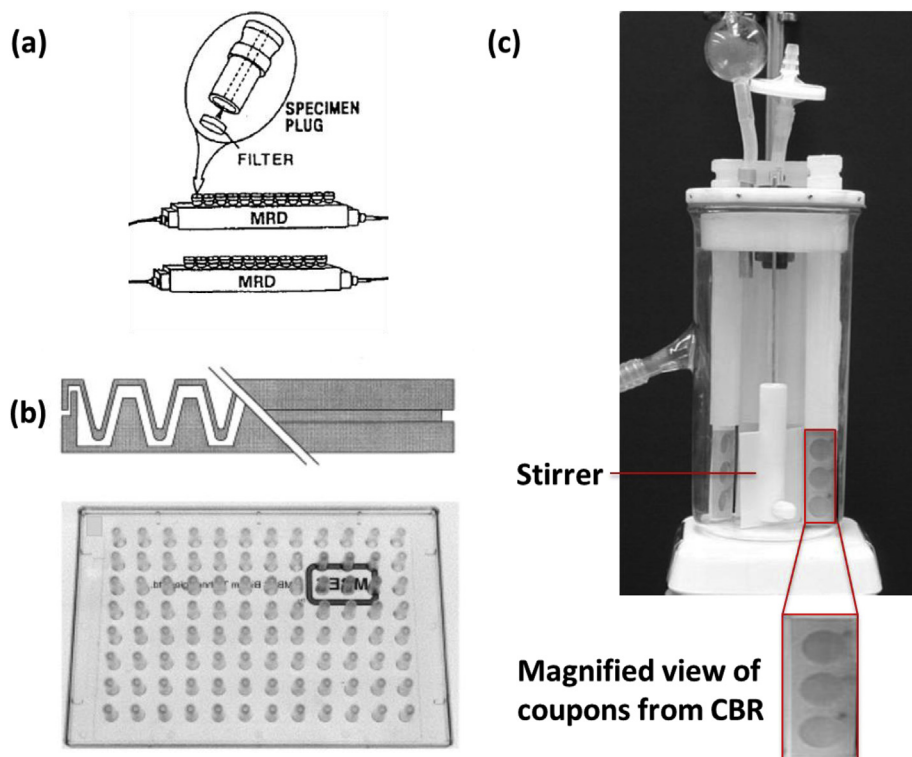 (a)
SPECIMEN
PLUG
FILTER
MRD
MRD
(b)
(c)
Stirrer
Magnified view of
coupons from CBR